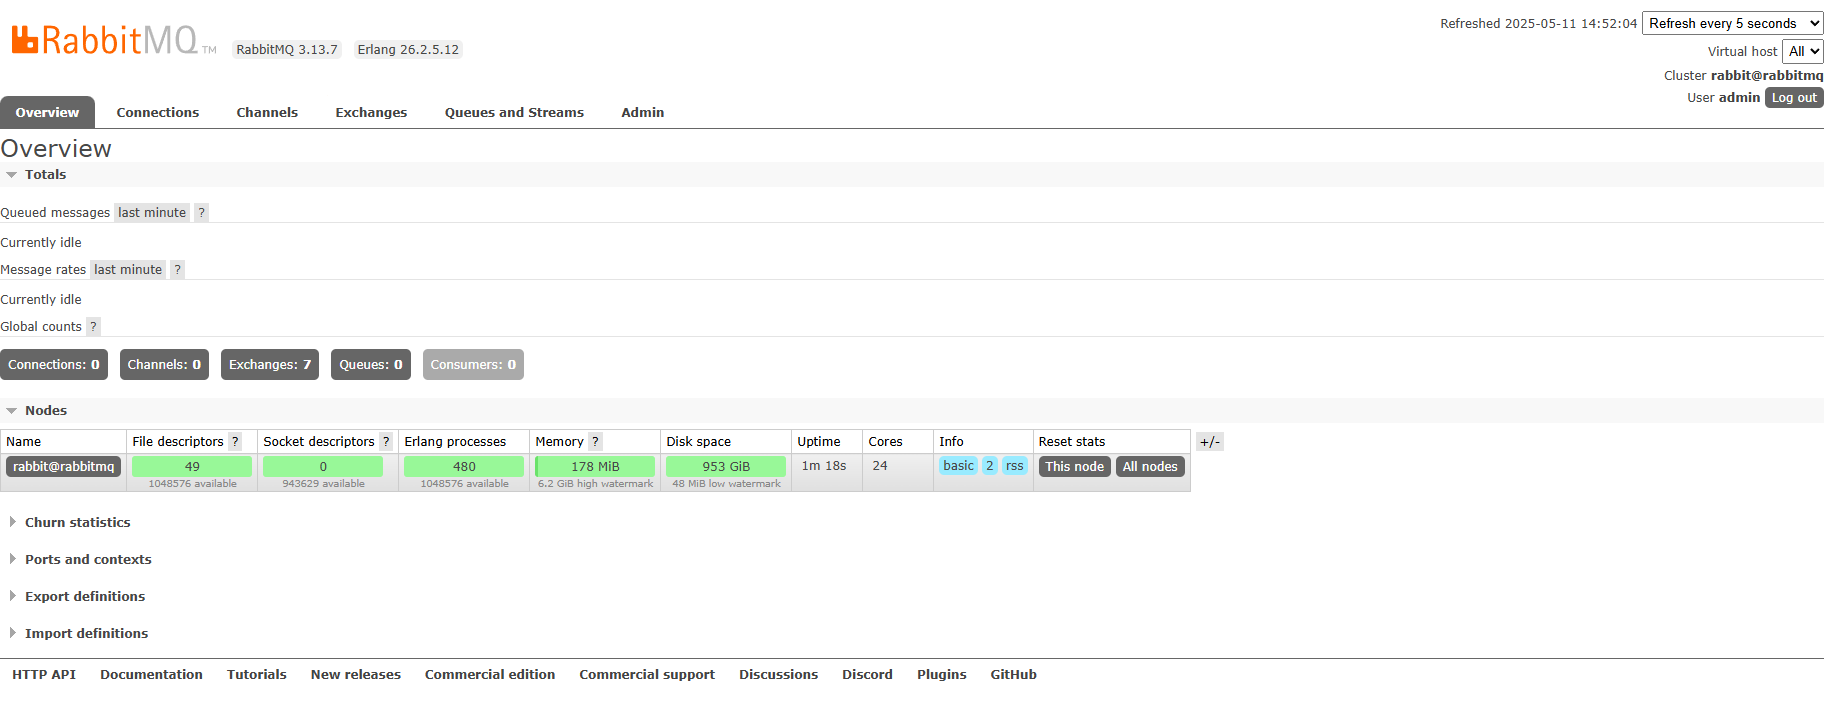 RabbitMQ TM RabbitMQ 3.13.7 Erlang 26.2.5.12
Refreshed 2025-05-11 14:52:04 Refresh every 5 seconds
Virtual host All
Cluster rabbit@rabbitmq
User admin Log out
Overview Connections Channels Exchanges Queues and Streams Admin
Overview
Totals
Queued messages last minute ?
Currently idle
Message rates last minute ?
Currently idle
Global counts ?
Connections: 0 Channels: 0 Exchanges: 7 Queues: 0 Consumers: 0
Nodes
Name File descriptors ? Socket descriptors ? Erlang processes Memory ? Disk space Uptime Cores Info Reset stats +/-
rabbit@rabbitmq 49 0 480 178 MiB 953 GiB 1m 18s 24 basic 2 rss This node All nodes
1048576 available 943629 available 1048576 available 6.2 GiB high watermark 48 MiB low watermark
Churn statistics
Ports and contexts
Export definitions
Import definitions
HTTP API Documentation Tutorials New releases Commercial edition Commercial support Discussions Discord Plugins GitHub